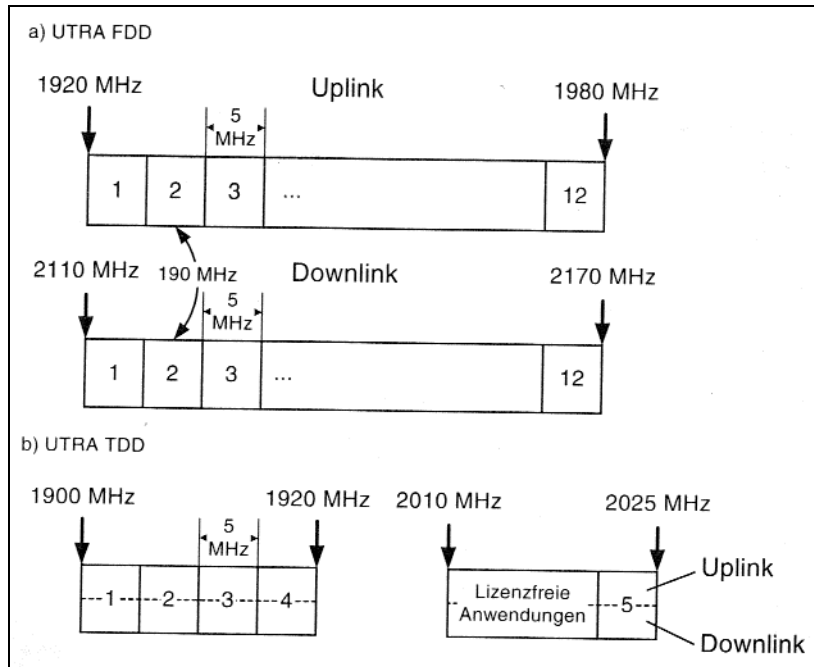 a) UTRA FDD
1920 MHz
Uplink
1980 MHz
5
MHz
1 2 3 ... 12
2110 MHz
190 MHz
Downlink
2170 MHz
5
MHz
1 2 3 ... 12
b) UTRA TDD
1900 MHz
1920 MHz
2010 MHz
2025 MHz
5
MHz
1 2 3 4
Lizenzfreie
Anwendungen
5
Uplink
Downlink